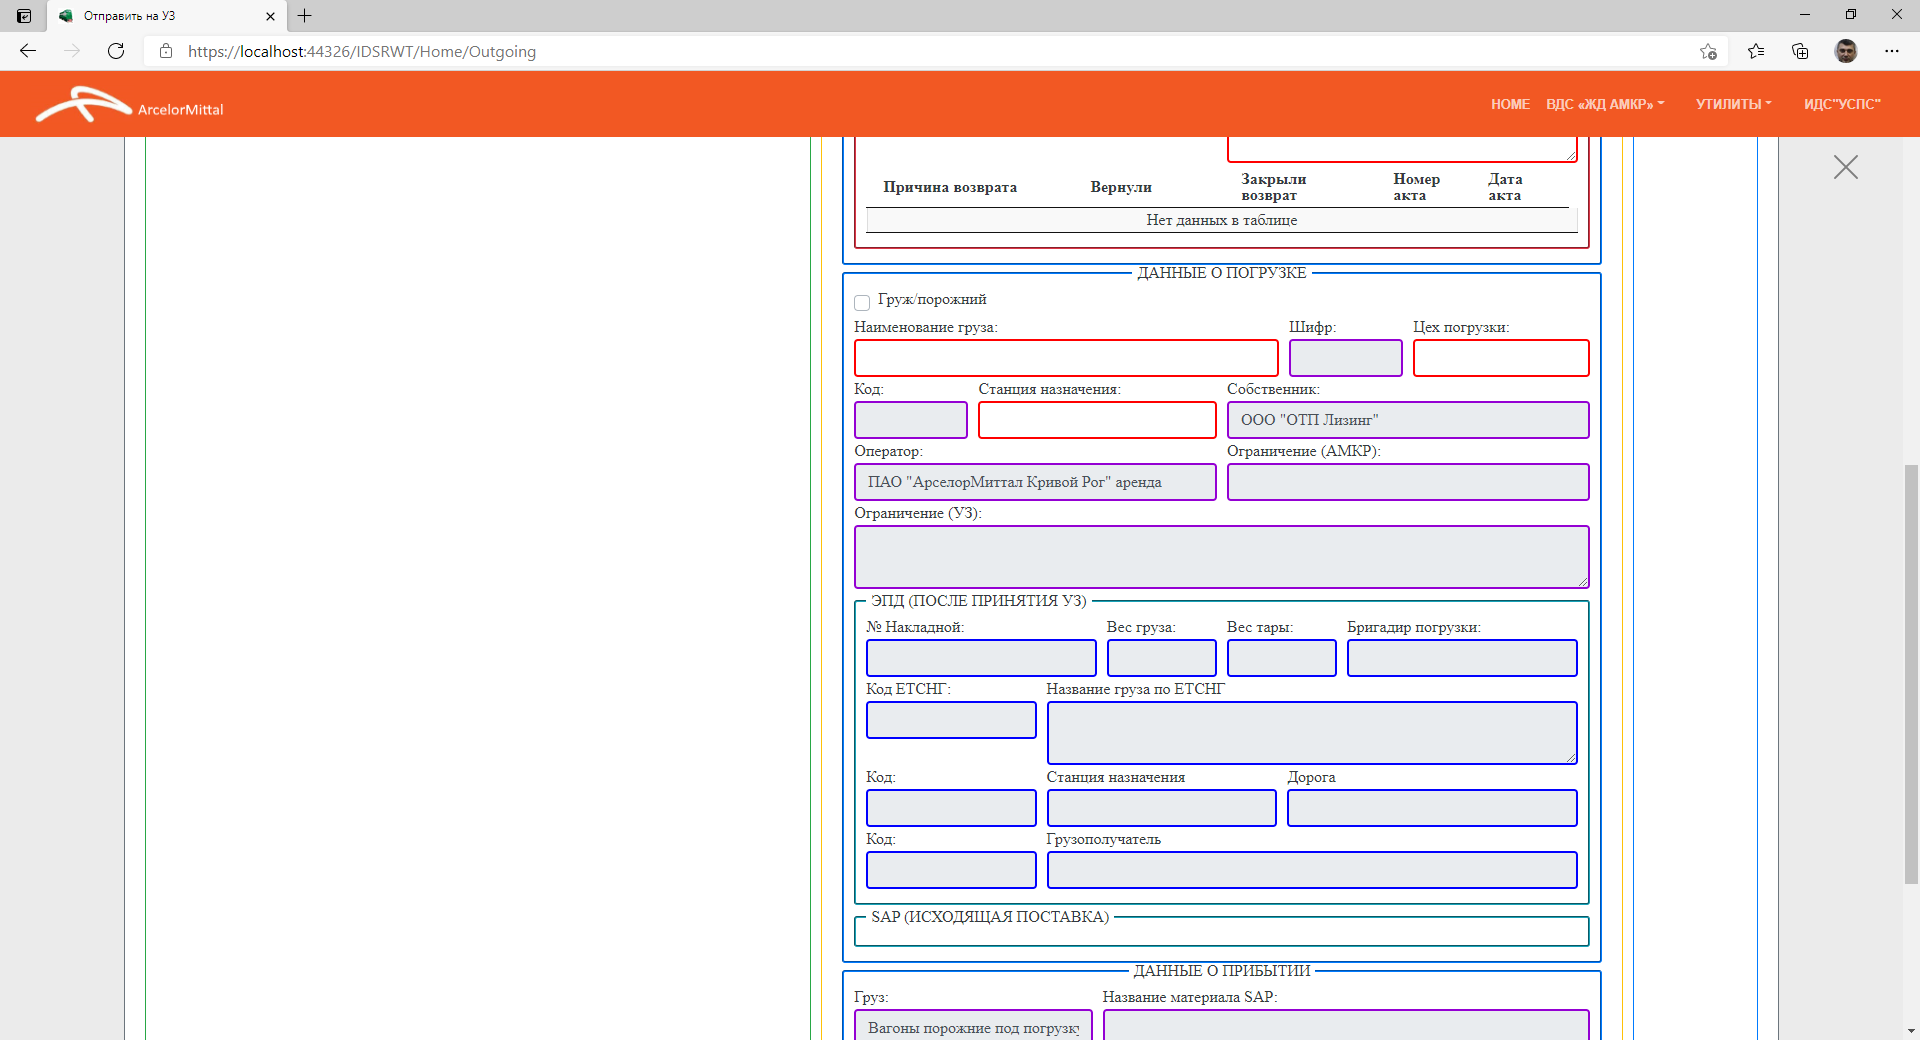 Отправить на УЗ
https://localhost:44326/IDSRWT/Home/Outgoing
ArcelorMittal
HOME ВДС «ЖД АМКР» УТИЛИТЫ ИДС"УСПС"
Причина возврата Вернули Закрыли возврат Номер акта Дата акта
Нет данных в таблице
ДАННЫЕ О ПОГРУЗКЕ
Груж/порожний
Наименование груза: Шифр: Цех погрузки:
Код: Станция назначения: Собственник:
ООО "ОТП Лизинг"
Оператор: Ограничение (АМКР):
ПАО "АрселорМиттал Кривой Рог" аренда
Ограничение (УЗ):
ЭПД (ПОСЛЕ ПРИНЯТИЯ УЗ)
№ Накладной: Вес груза: Вес тары: Бригадир погрузки:
Код ЕТСНГ: Название груза по ЕТСНГ
Код: Станция назначения Дорога
Код: Грузополучатель
SAP (ИСХОДЯЩАЯ ПОСТАВКА)
ДАННЫЕ О ПРИБЫТИИ
Груз: Название материала SAP:
Вагоны порожние под погрузку